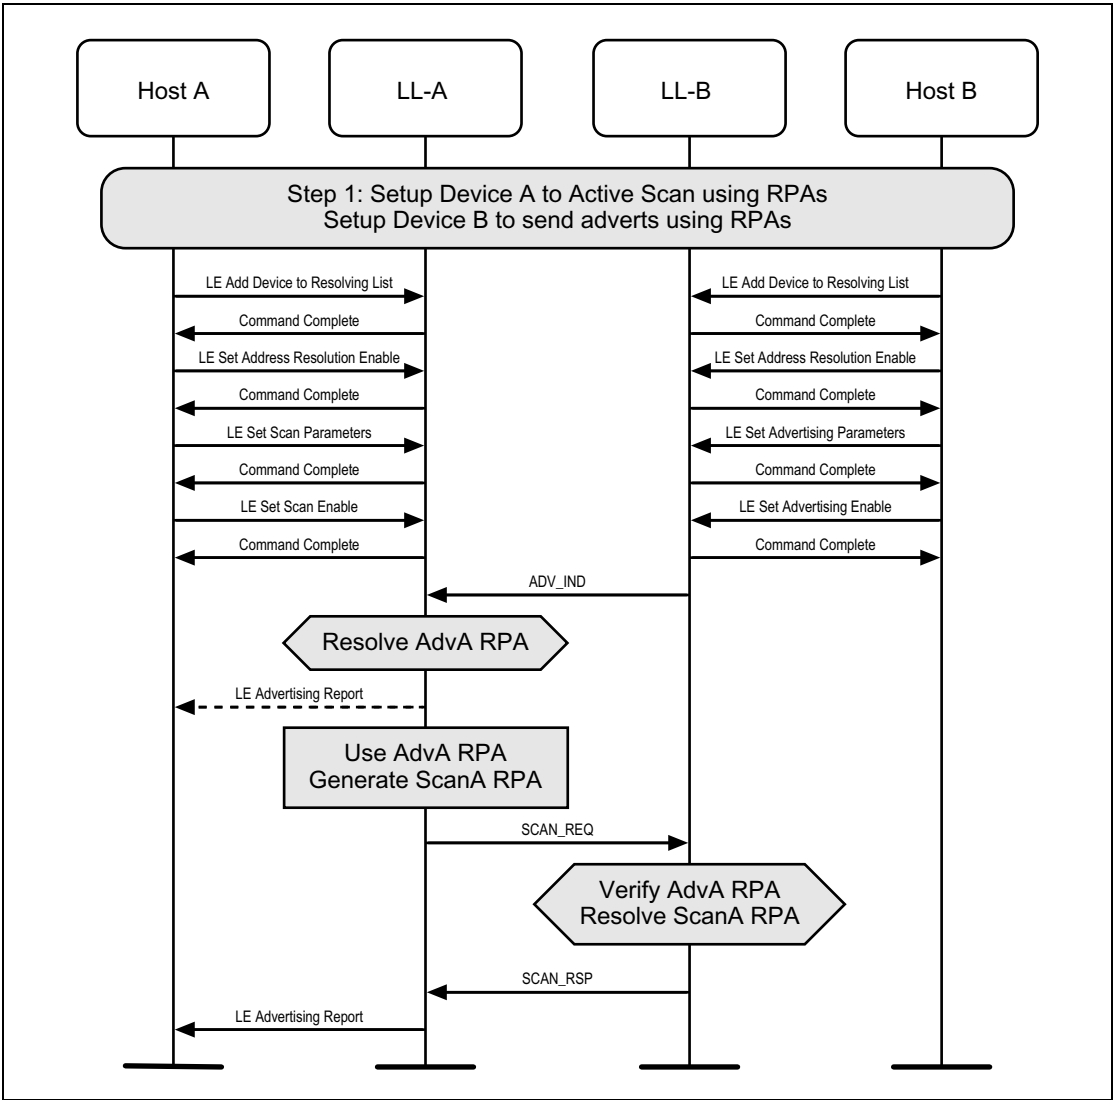 Host A
LL-A
LL-B
Host B
Step 1: Setup Device A to Active Scan using RPAs
Setup Device B to send adverts using RPAs
LE Add Device to Resolving List
LE Add Device to Resolving List
Command Complete
Command Complete
LE Set Address Resolution Enable
LE Set Address Resolution Enable
Command Complete
Command Complete
LE Set Scan Parameters
LE Set Advertising Parameters
Command Complete
Command Complete
LE Set Scan Enable
LE Set Advertising Enable
Command Complete
Command Complete
ADV_IND
Resolve AdvA RPA
LE Advertising Report
Use AdvA RPA
Generate ScanA RPA
SCAN_REQ
Verify AdvA RPA
Resolve ScanA RPA
SCAN_RSP
LE Advertising Report